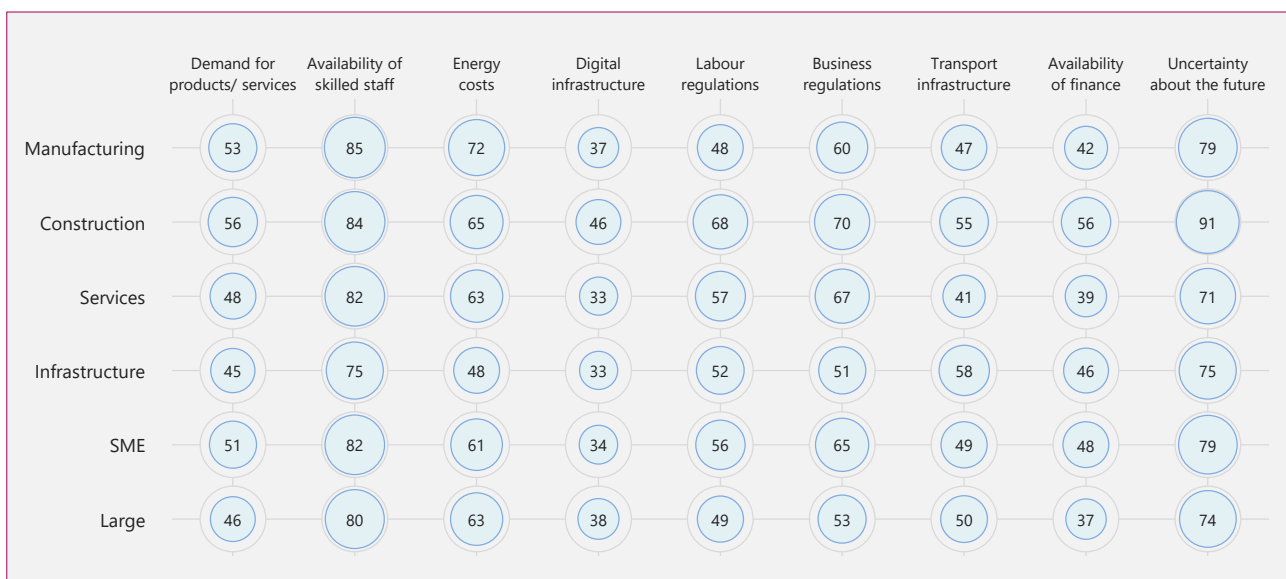 Demand for products/ services
Availability of skilled staff
Energy costs
Digital infrastructure
Labour regulations
Business regulations
Transport infrastructure
Availability of finance
Uncertainty about the future
Manufacturing 53 85 72 37 48 60 47 42 79
Construction 56 84 65 46 68 70 55 56 91
Services 48 82 63 33 57 67 41 39 71
Infrastructure 45 75 48 33 52 51 58 46 75
SME 51 82 61 34 56 65 49 48 79
Large 46 80 63 38 49 53 50 37 74